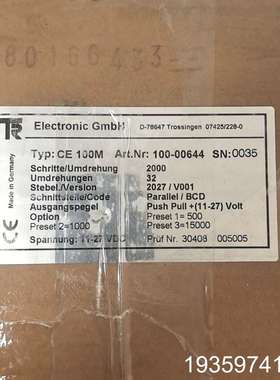 60166433
TR Electronic GmbH D-78647 Trossingen 07425/228-0
Typ: CE 100M Art.Nr: 100-00644 SN:0035
Schritte/Umdrehung 2000
Umdrehungen 32
Stebel./Version 2027 / V001
Schnittstelle/Code Parallel / BCD
Ausgangspegel Push Pull +(11-27) Volt
Option Preset 1= 500
Preset 2=1000 Preset 3=15000
Spannung: 11-27 VDC Prüf Nr. 30408 005005
Made in Germany
CE
19359741